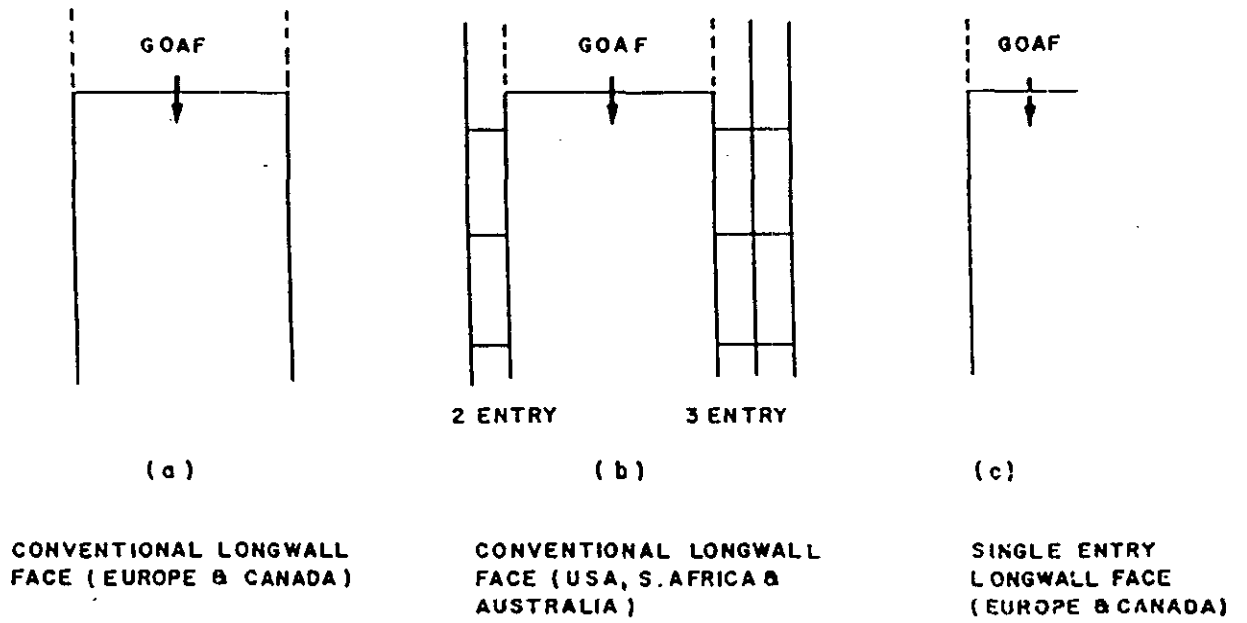 GOAF
GOAF
GOAF
2 ENTRY
3 ENTRY
(a)
(b)
(c)
CONVENTIONAL LONGWALL
FACE (EUROPE & CANADA)
CONVENTIONAL LONGWALL
FACE (USA, S. AFRICA &
AUSTRALIA)
SINGLE ENTRY
LONGWALL FACE
(EUROPE & CANADA)